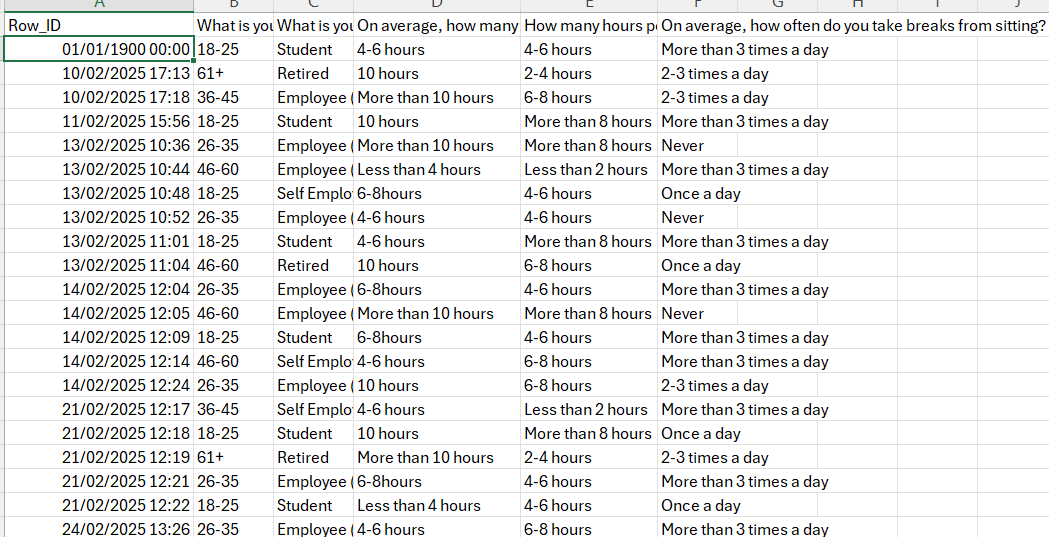 A B C D E F G H I J
Row_ID What is you What is you On average, how many How many hours p On average, how often do you take breaks from sitting?
01/01/1900 00:00 18-25 Student 4-6 hours 4-6 hours More than 3 times a day
10/02/2025 17:13 61+ Retired 10 hours 2-4 hours 2-3 times a day
10/02/2025 17:18 36-45 Employee ( More than 10 hours 6-8 hours 2-3 times a day
11/02/2025 15:56 18-25 Student 10 hours More than 8 hours More than 3 times a day
13/02/2025 10:36 26-35 Employee ( More than 10 hours More than 8 hours Never
13/02/2025 10:44 46-60 Employee ( Less than 4 hours Less than 2 hours More than 3 times a day
13/02/2025 10:48 18-25 Self Emplo 6-8hours 4-6 hours Once a day
13/02/2025 10:52 26-35 Employee ( 4-6 hours 4-6 hours Never
13/02/2025 11:01 18-25 Student 4-6 hours More than 8 hours More than 3 times a day
13/02/2025 11:04 46-60 Retired 10 hours 6-8 hours Once a day
14/02/2025 12:04 26-35 Employee ( 6-8hours 4-6 hours More than 3 times a day
14/02/2025 12:05 46-60 Employee ( More than 10 hours More than 8 hours Never
14/02/2025 12:09 18-25 Student 6-8hours 4-6 hours More than 3 times a day
14/02/2025 12:14 46-60 Self Emplo 4-6 hours 6-8 hours More than 3 times a day
14/02/2025 12:24 26-35 Employee ( 10 hours 6-8 hours 2-3 times a day
21/02/2025 12:17 36-45 Self Emplo 4-6 hours Less than 2 hours More than 3 times a day
21/02/2025 12:18 18-25 Student 10 hours More than 8 hours Once a day
21/02/2025 12:19 61+ Retired More than 10 hours 2-4 hours 2-3 times a day
21/02/2025 12:21 26-35 Employee ( 6-8hours 4-6 hours More than 3 times a day
21/02/2025 12:22 18-25 Student Less than 4 hours 4-6 hours Once a day
24/02/2025 13:26 26-35 Employee ( 4-6 hours 6-8 hours More than 3 times a day